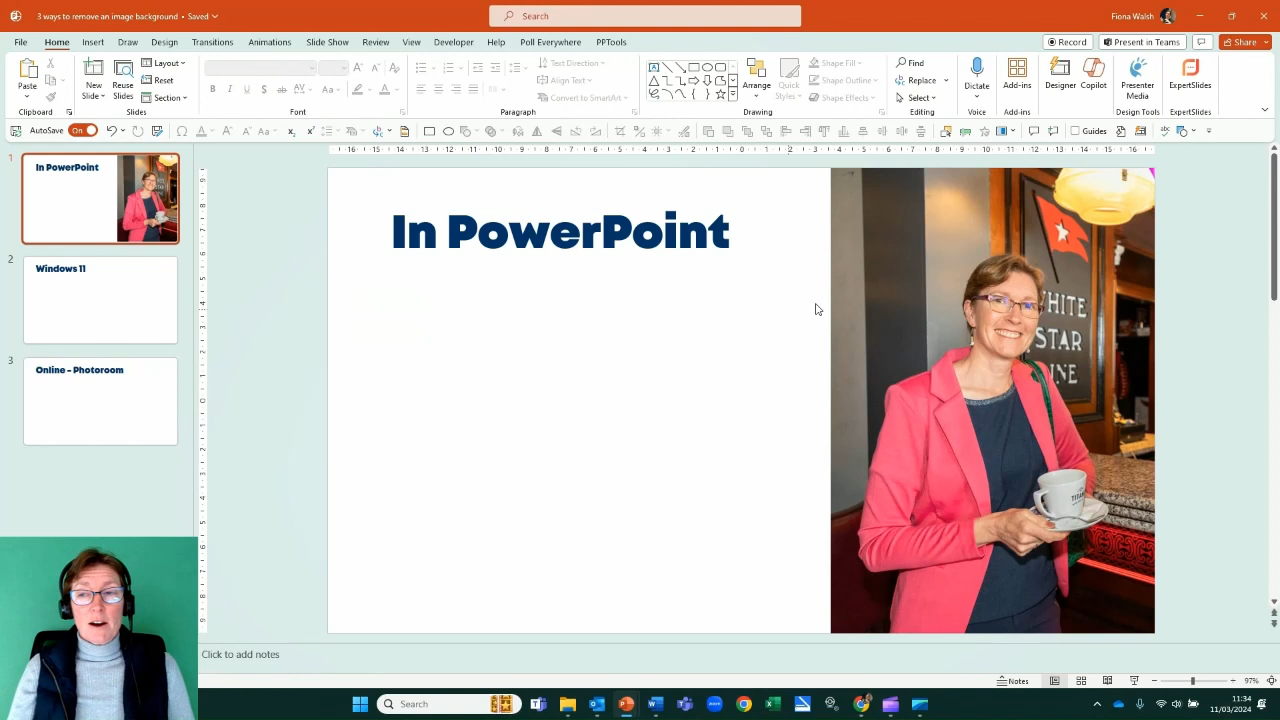 3 ways to remove an image background • Saved
Search
Fiona Walsh
File Home Insert Draw Design Transitions Animations Slide Show Review View Developer Help Poll Everywhere PPTools
Record Present in Teams Share
Paste
Clipboard
New Slide
Reuse Slides
Layout
Reset
Section
Slides
Font
Text Direction
Align Text
Convert to SmartArt
Paragraph
Arrange
Quick Styles
Shape Fill
Shape Outline
Shape Effects
Drawing
Find
Replace
Select
Editing
Dictate
Voice
Add-ins
Add-ins
Designer
Copilot
Presenter Media
Design Tools
ExpertSlides
ExpertSlides
AutoSave On
Guides
1
In PowerPoint
2
Windows 11
3
Online - Photoroom
In PowerPoint
WHITE
STAR
LINE
Click to add notes
Notes
97%
Search
11:34
11/03/2024